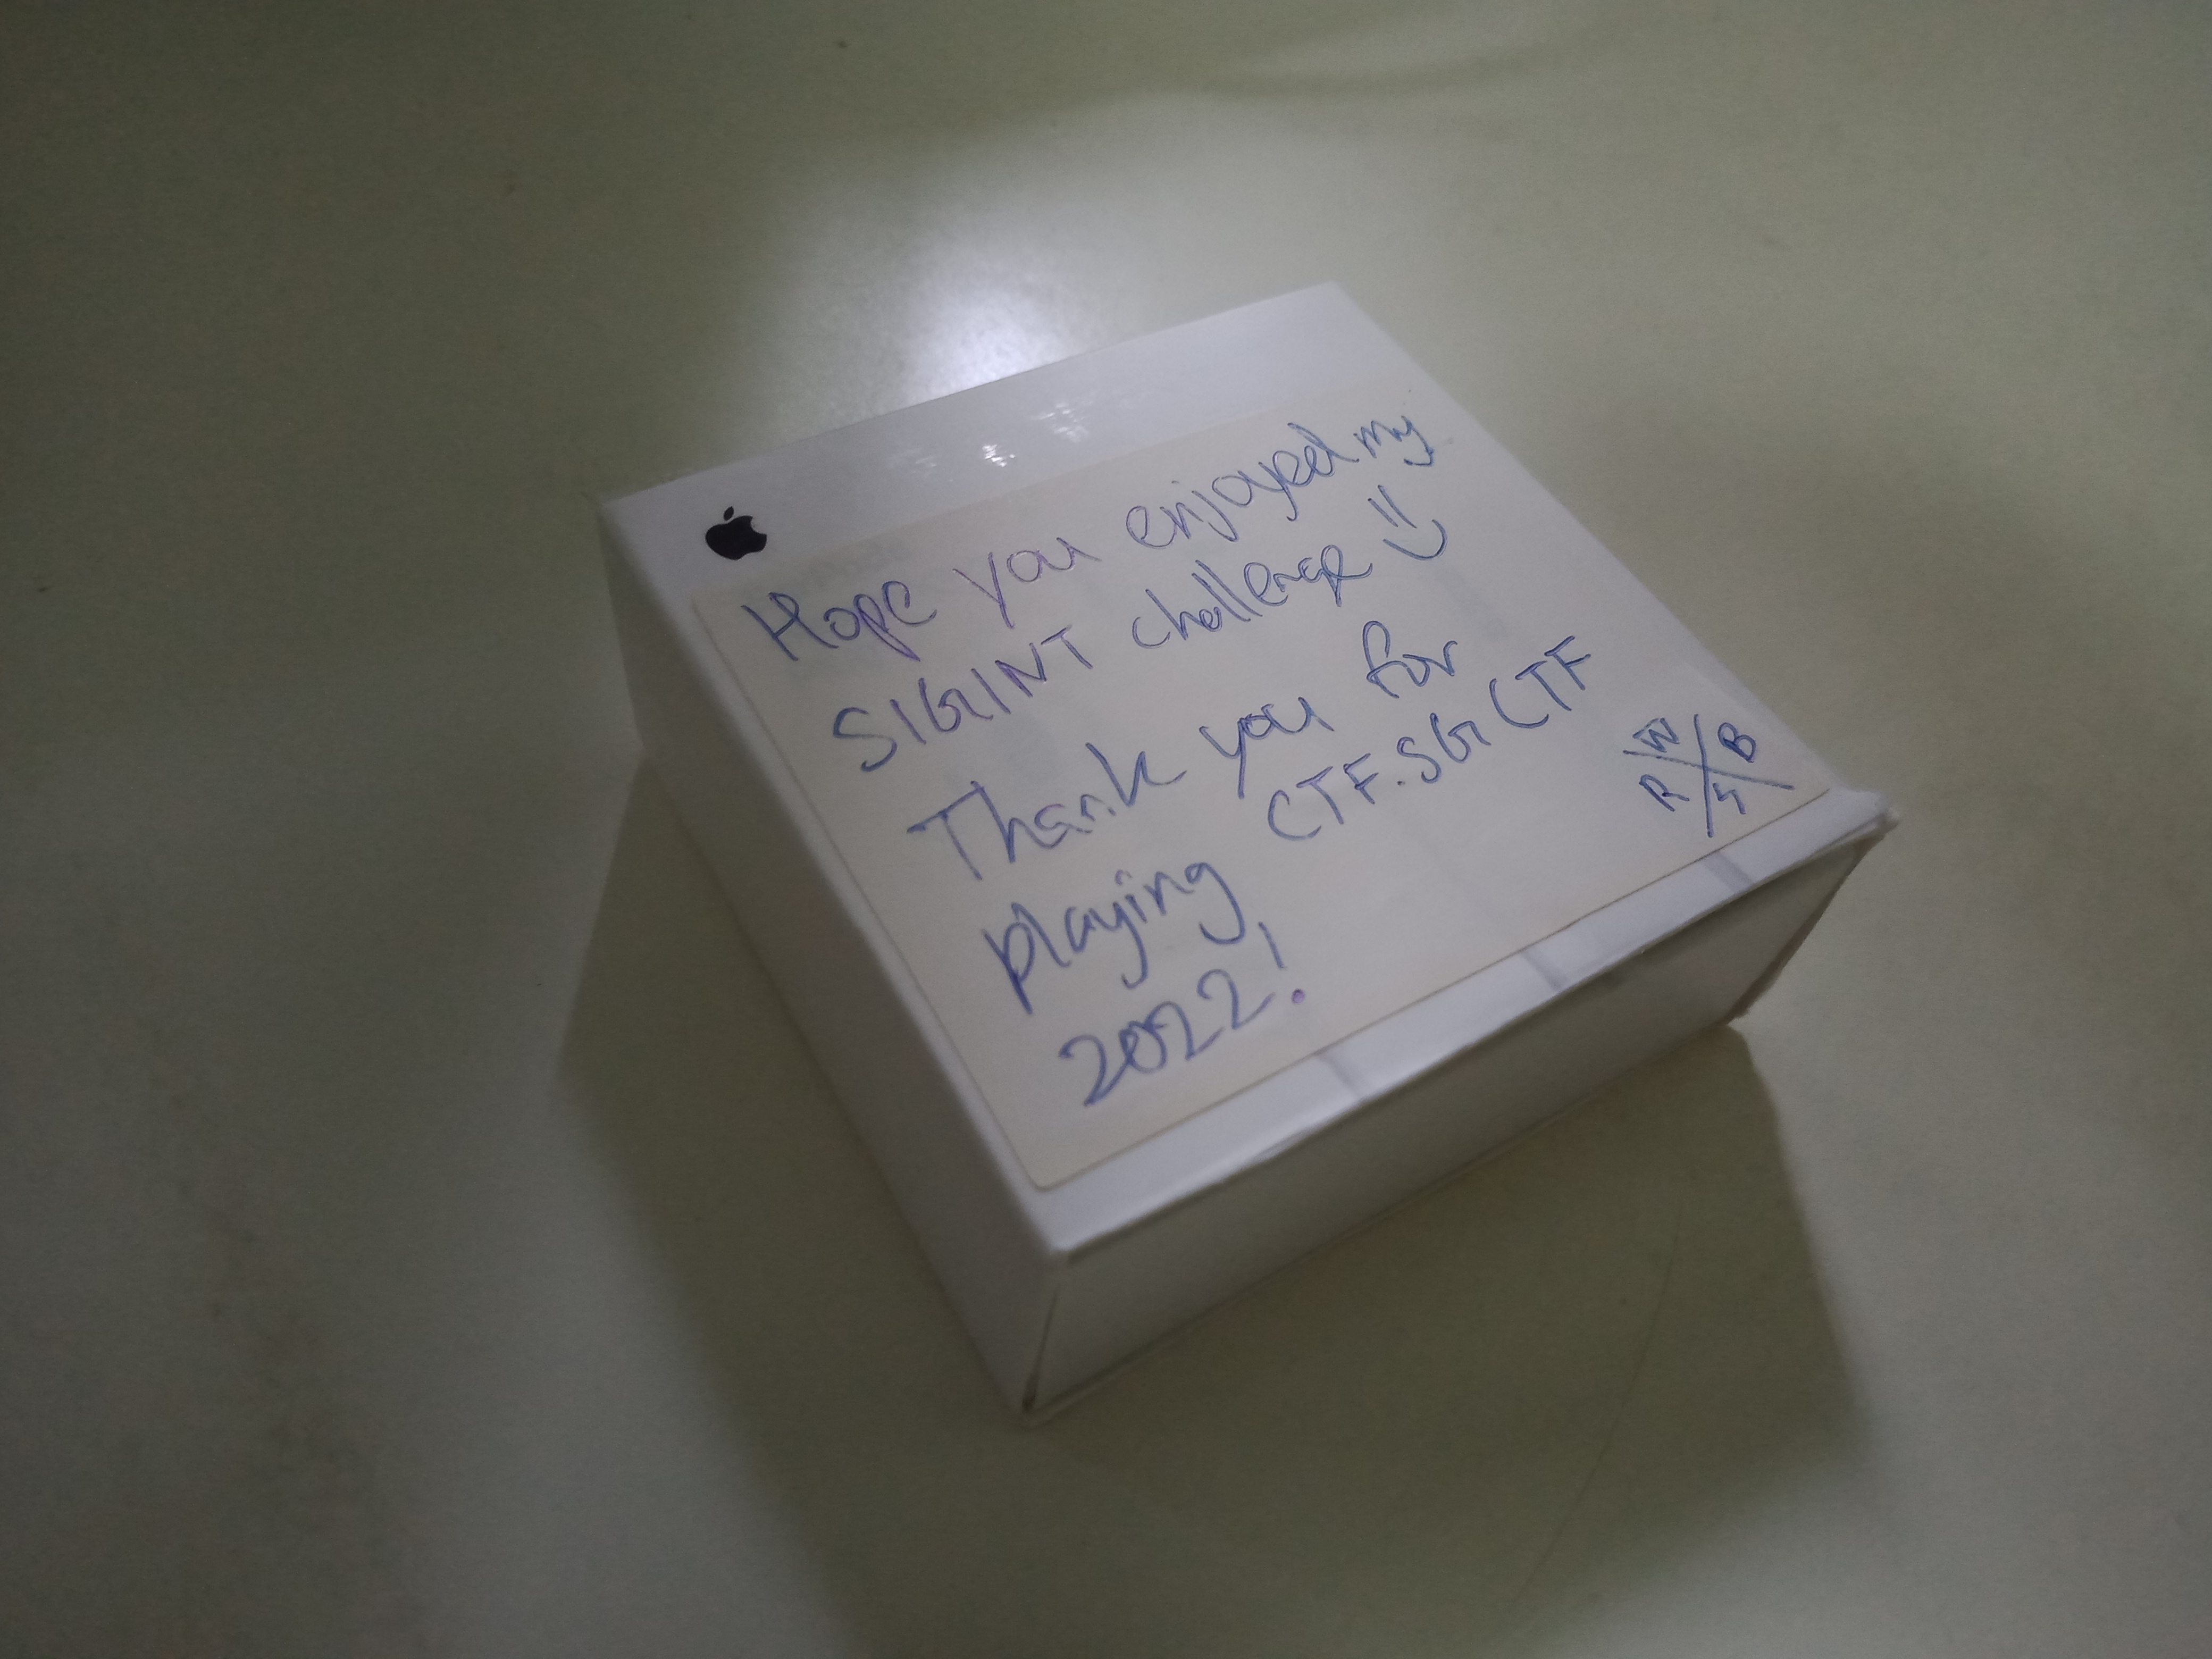 Hope you enjoyed my
SIGINT challenge
Thank you for
playing CTF.SG CTF
2022!
W B
R S